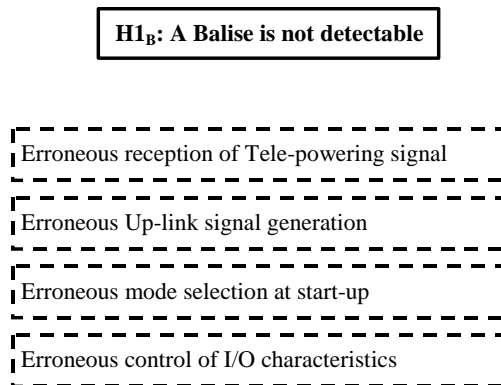 H1B: A Balise is not detectable
Erroneous reception of Tele-powering signal
Erroneous Up-link signal generation
Erroneous mode selection at start-up
Erroneous control of I/O characteristics